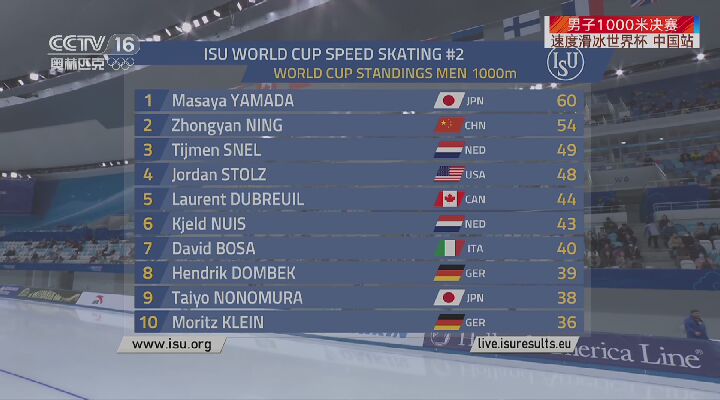 CCTV 16
奥林匹克
男子1000米决赛
速度滑冰世界杯 中国站
ISU WORLD CUP SPEED SKATING #2
WORLD CUP STANDINGS MEN 1000m
ISU
1 Masaya YAMADA JPN 60
2 Zhongyan NING CHN 54
3 Tijmen SNEL NED 49
4 Jordan STOLZ USA 48
5 Laurent DUBREUIL CAN 44
6 Kjeld NUIS NED 43
7 David BOSA ITA 40
8 Hendrik DOMBEK GER 39
9 Taiyo NONOMURA JPN 38
10 Moritz KLEIN GER 36
www.isu.org
live.isuresults.eu
America Line